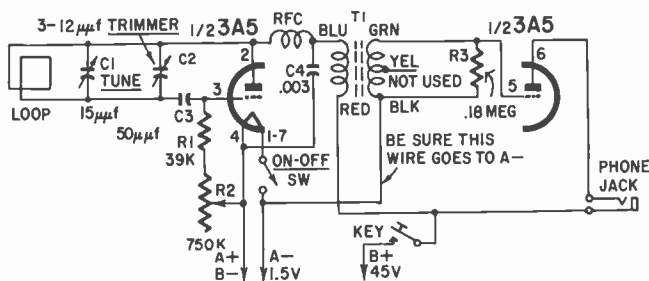 3-12μμf TRIMMER
1/2 3A5
RFC
T1
BLU
GRN
1/2 3A5
2
C1
TUNE
C2
C4
.003
YEL
NOT USED
R3
6
5
3
LOOP
15μμf
C3
50μμf
RED
BLK
.18 MEG
4
1-7
R1
39K
ON-OFF
SW
BE SURE THIS
WIRE GOES TO A-
R2
PHONE
JACK
750K
KEY
A+
B-
A-
1.5V
B+
45V